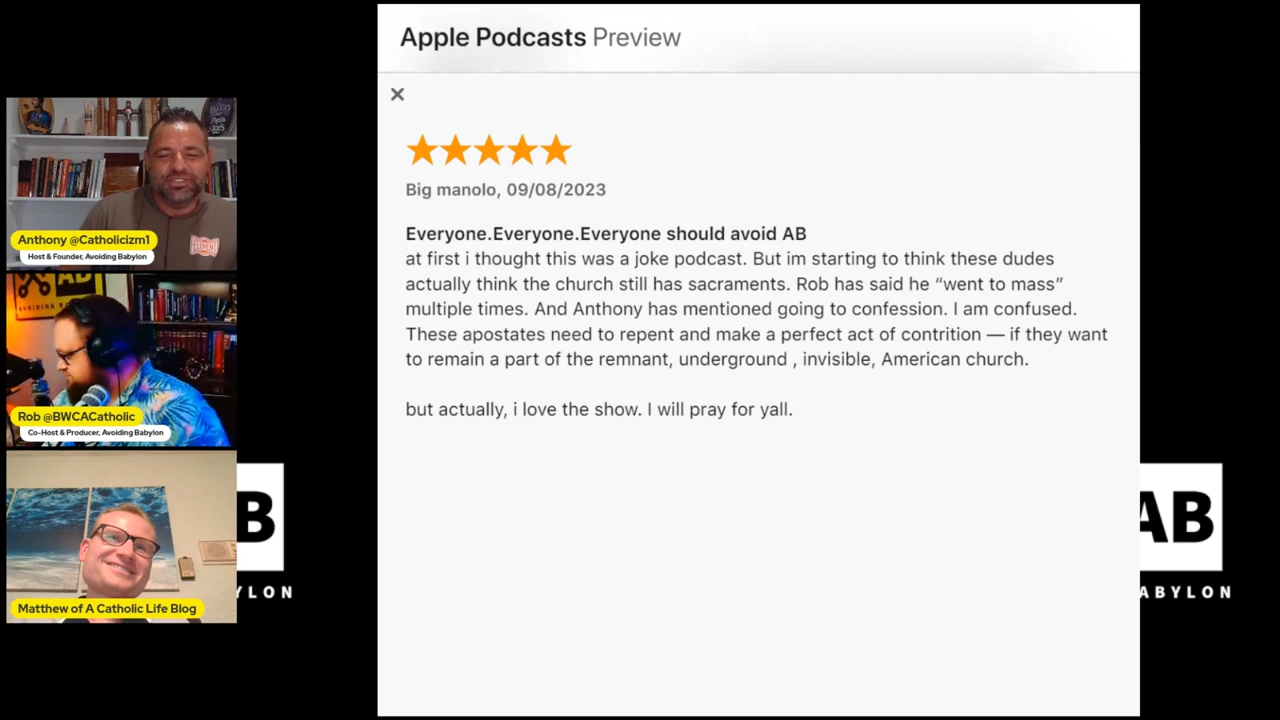 Apple Podcasts Preview
Big manolo, 09/08/2023
Everyone.Everyone.Everyone should avoid AB
at first i thought this was a joke podcast. But im starting to think these dudes
actually think the church still has sacraments. Rob has said he “went to mass”
multiple times. And Anthony has mentioned going to confession. I am confused.
These apostates need to repent and make a perfect act of contrition — if they want
to remain a part of the remnant, underground , invisible, American church.
but actually, i love the show. I will pray for yall.
Anthony @Catholicizm1
Host & Founder, Avoiding Babylon
AB
Rob @BWCACatholic
Co-Host & Producer, Avoiding Babylon
Matthew of A Catholic Life Blog
B
YLON
AB
ABYLON